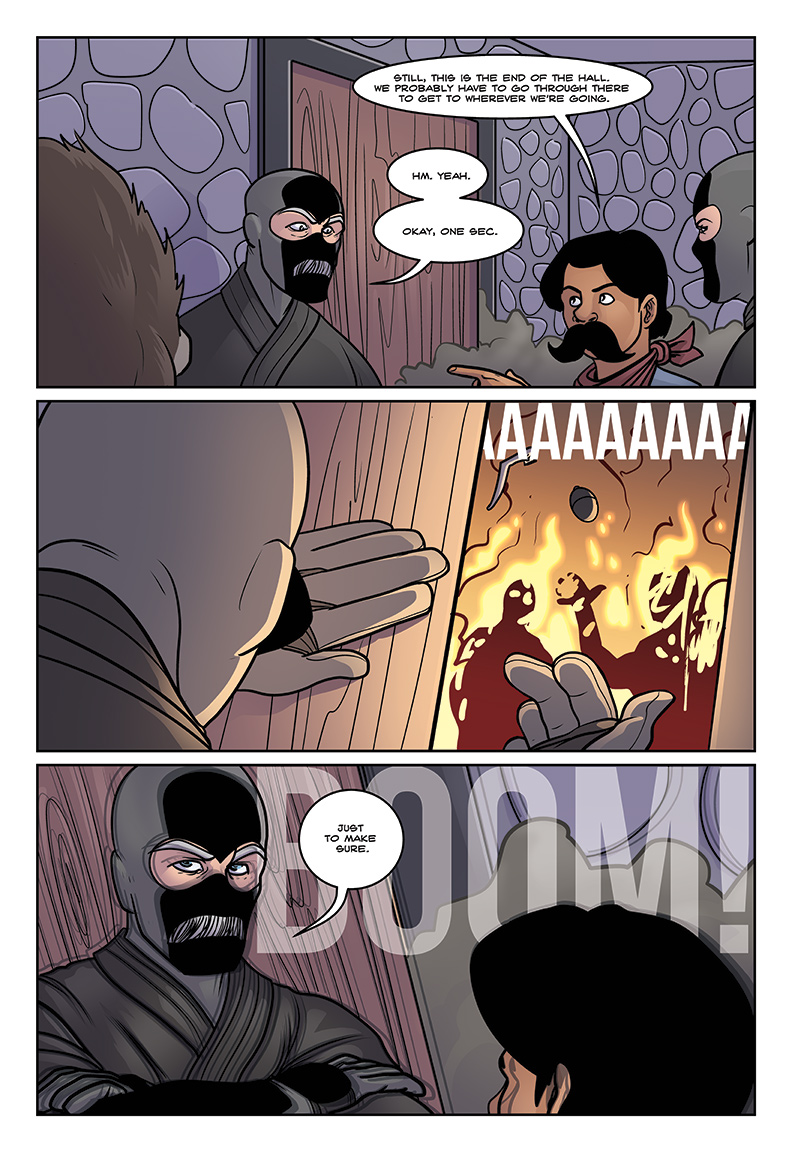 STILL, THIS IS THE END OF THE HALL.
WE PROBABLY HAVE TO GO THROUGH THERE
TO GET TO WHEREVER WE'RE GOING.
HM. YEAH.
OKAY, ONE SEC.
AAAAAAAAA
BOOM!
JUST
TO MAKE
SURE.